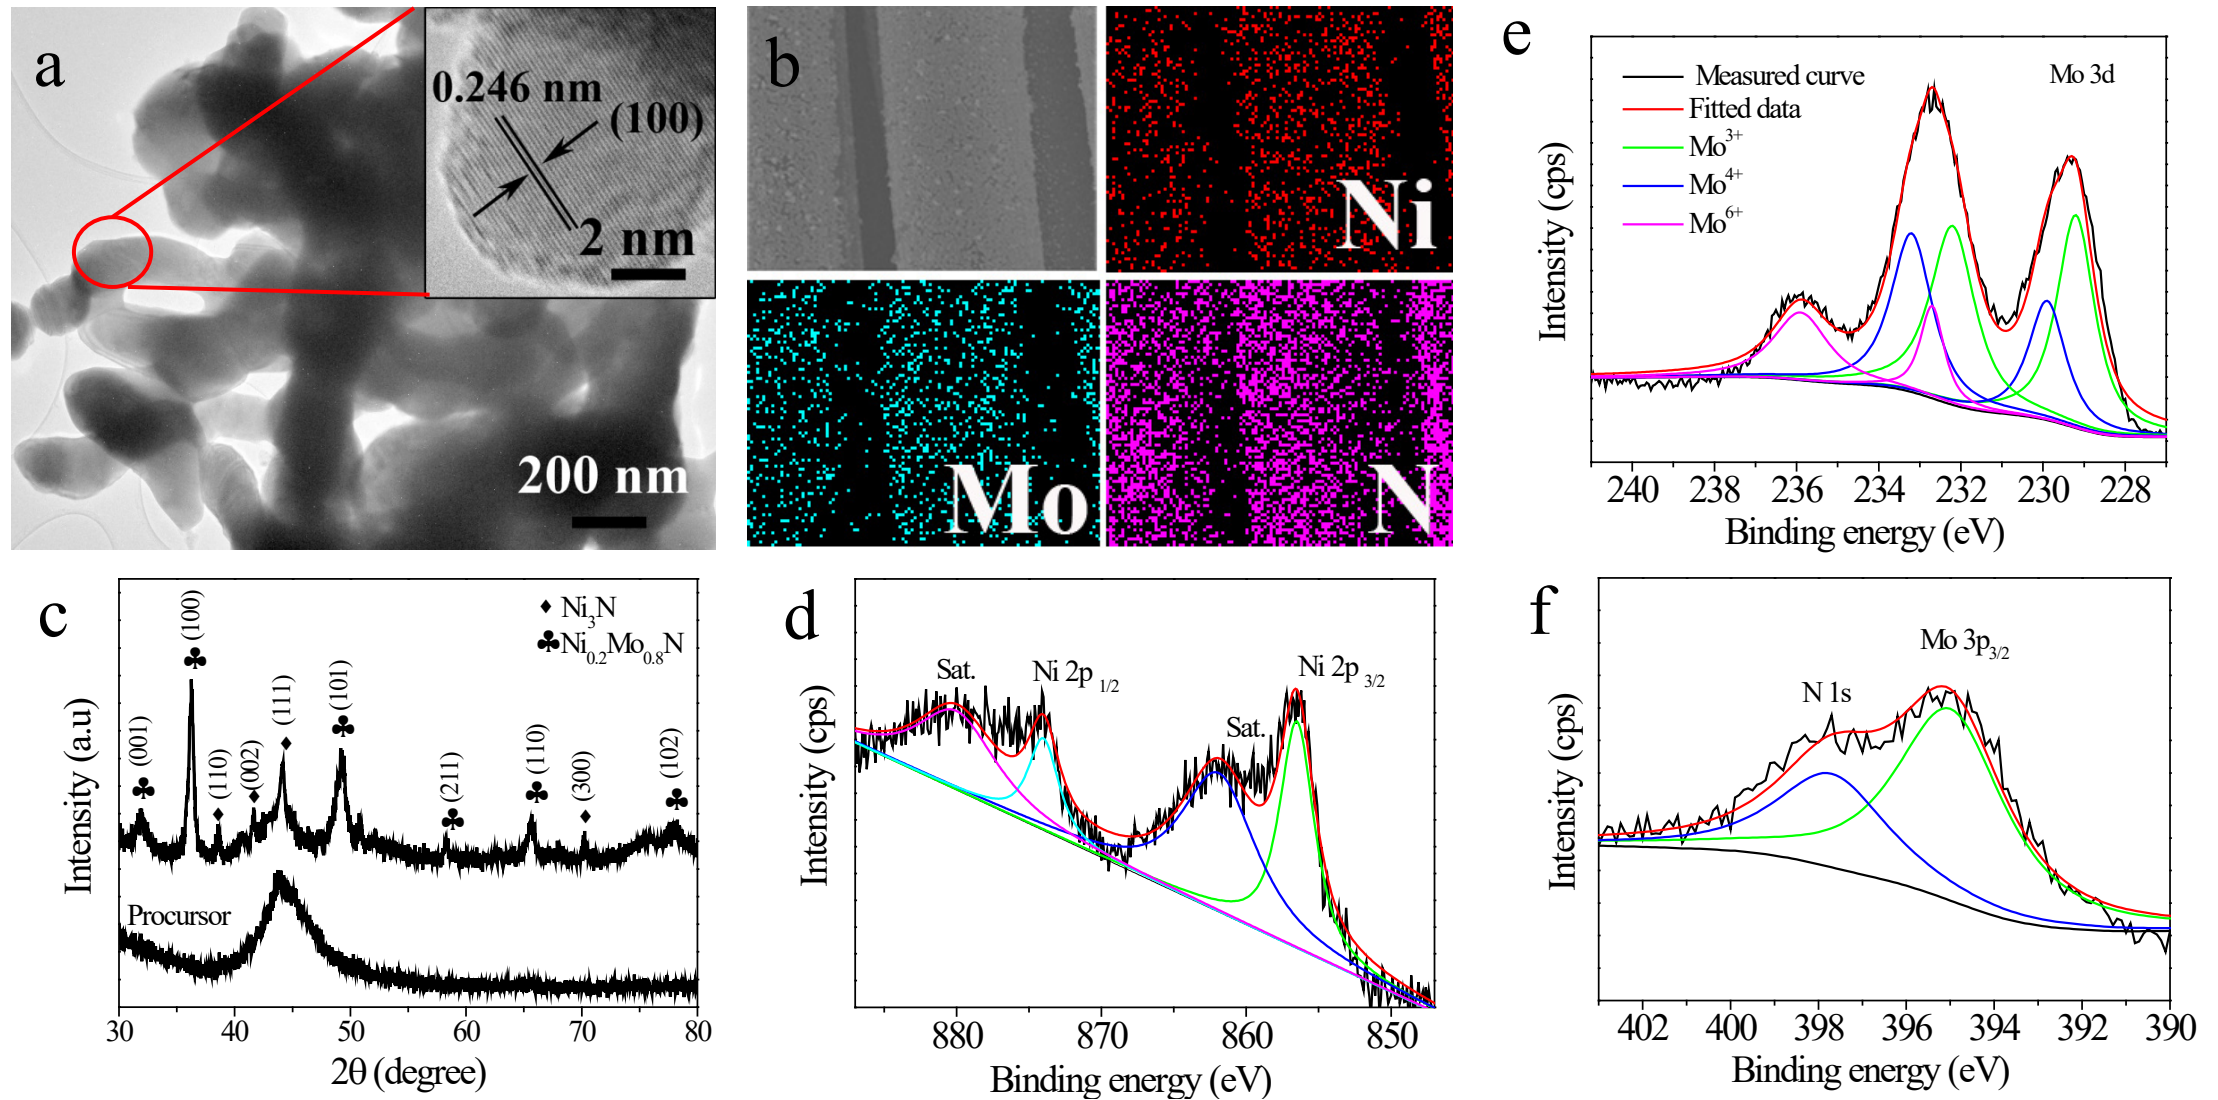 a
0.246 nm
(100)
2 nm
200 nm
b
Ni
Mo
N
e
Measured curve
Fitted data
Mo3+
Mo4+
Mo6+
Mo 3d
Intensity (cps)
240 238 236 234 232 230 228
Binding energy (eV)
c
♦ Ni3N
♣ Ni0.2Mo0.8N
(001)
(100)
(110)
(002)
(111)
(101)
(211)
(110)
(300)
(102)
Procursor
Intensity (a.u)
30 40 50 60 70 80
2θ (degree)
d
Sat.
Ni 2p 1/2
Sat.
Ni 2p 3/2
Intensity (cps)
880 870 860 850
Binding energy (eV)
f
N 1s
Mo 3p3/2
Intensity (cps)
402 400 398 396 394 392 390
Binding energy (eV)